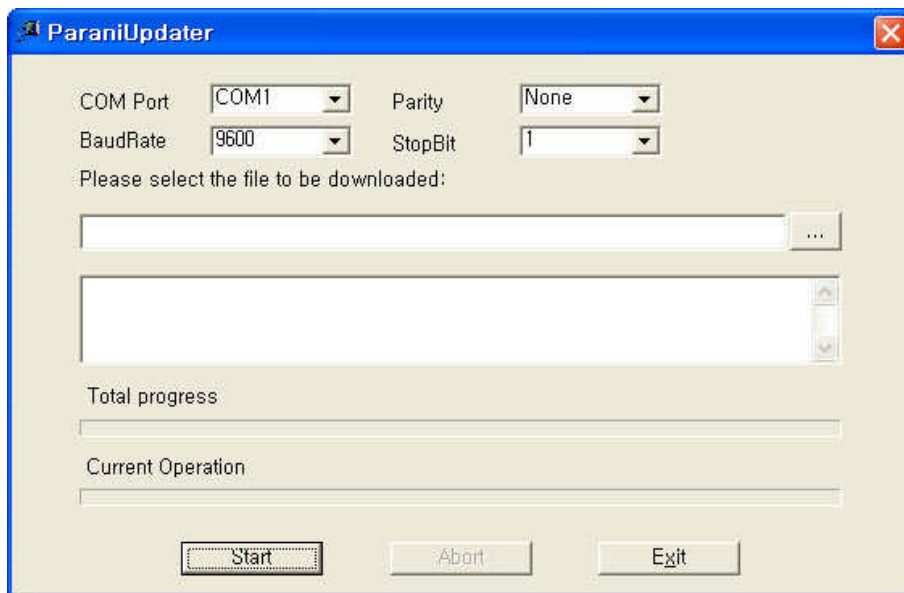 ParaniUpdater
COM Port COM1 Parity None
BaudRate 9600 StopBit 1
Please select the file to be downloaded:
...
Total progress
Current Operation
Start Abort Exit